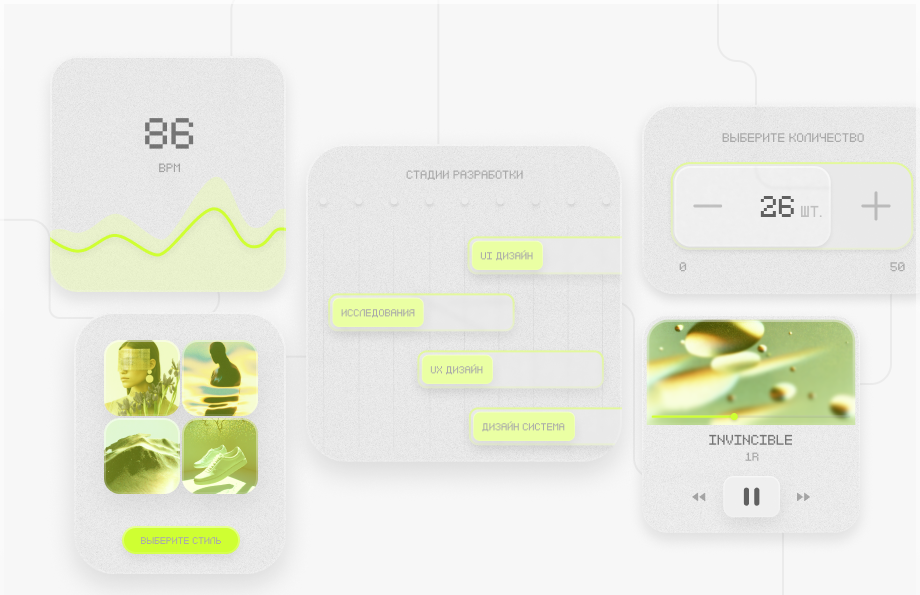 86
BPM
СТАДИИ РАЗРАБОТКИ
UI ДИЗАЙН
ИССЛЕДОВАНИЯ
UX ДИЗАЙН
ДИЗАЙН СИСТЕМА
ВЫБЕРИТЕ КОЛИЧЕСТВО
26 ШТ.
0
50
INVINCIBLE
1R
ВЫБЕРИТЕ СТИЛЬ